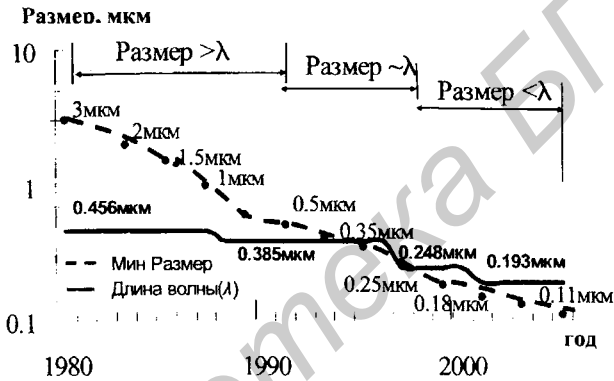 Размер, мкм
10
Размер >λ
Размер ~λ
Размер <λ
3мкм
2мкм
1.5мкм
1мкм
1
0.456мкм
0.5мкм
0.35мкм
0.385мкм
0.248мкм
0.193мкм
Мин Размер
Длина волны(λ)
0.25мкм
0.18мкм
0.11мкм
0.1
год
1980
1990
2000
отека БГ